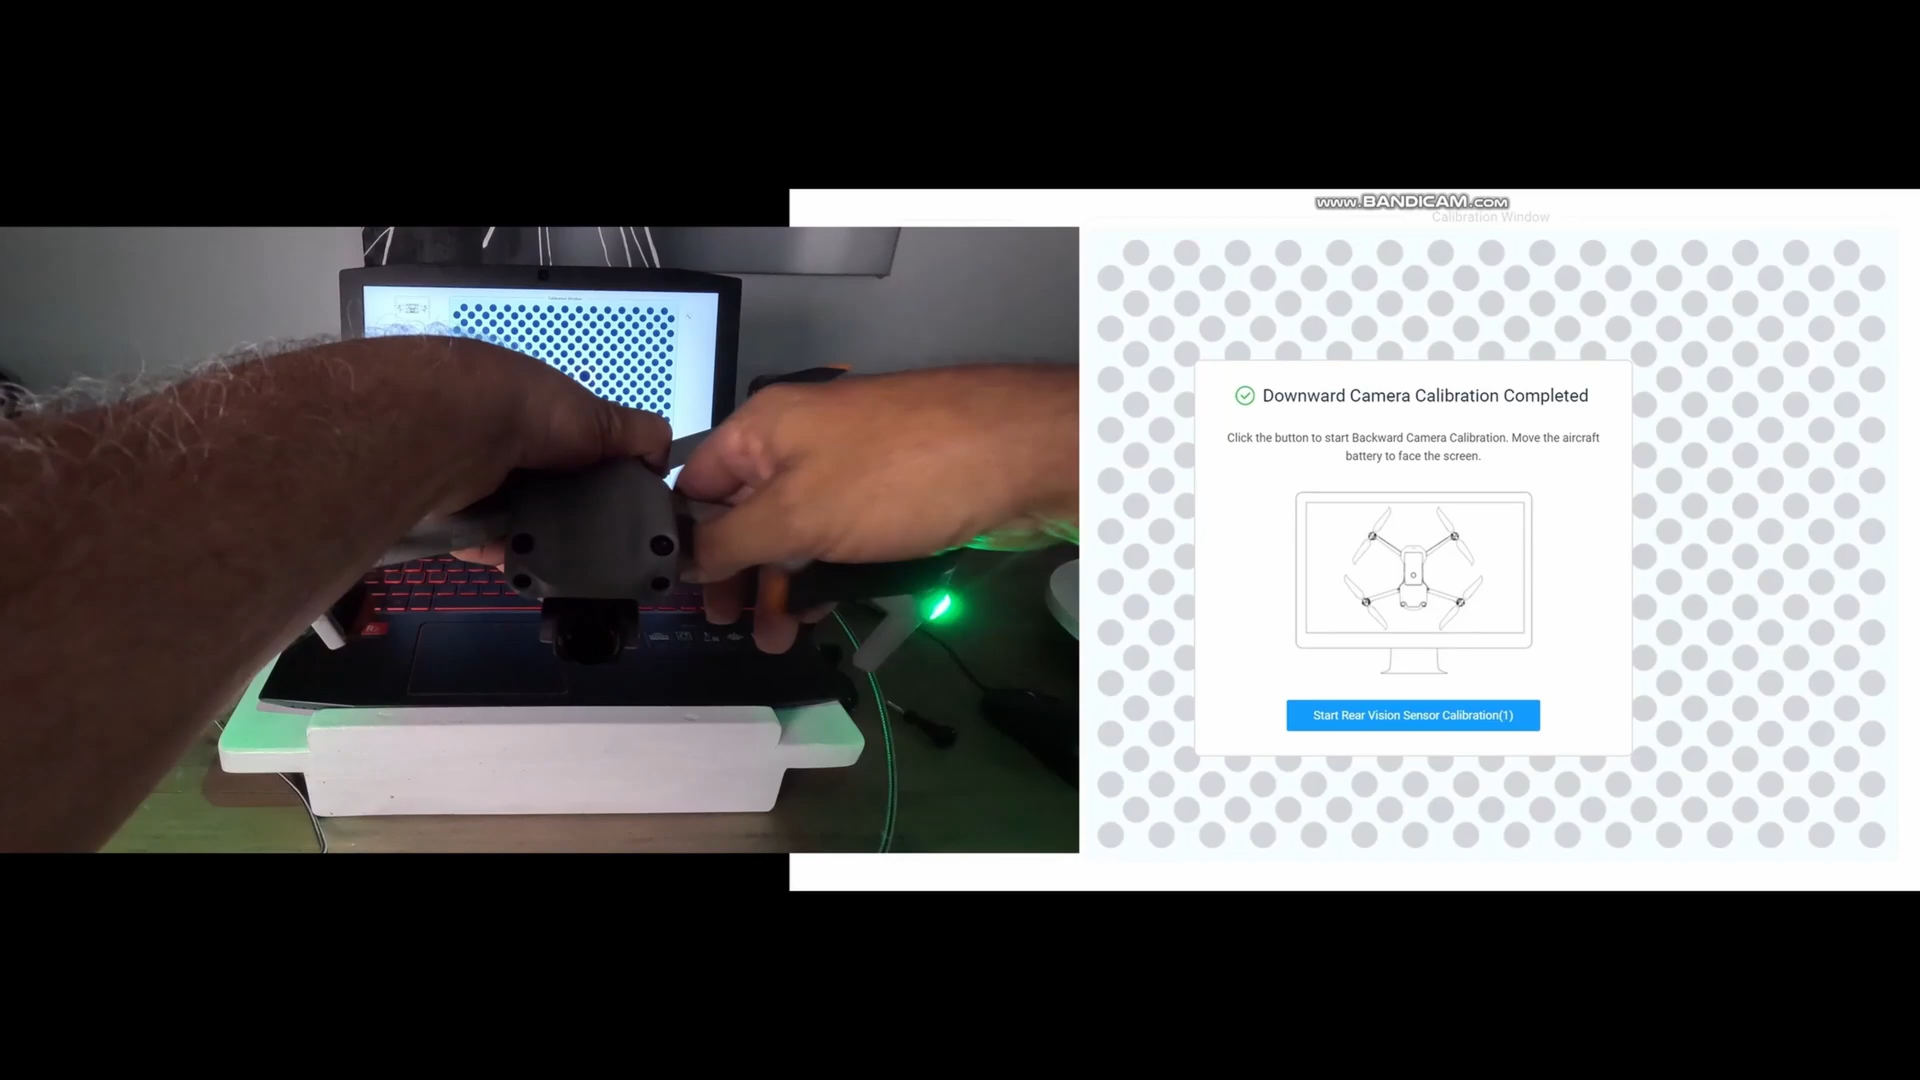 www.BANDICAM.com
Calibration Window
Downward Camera Calibration Completed
Click the button to start Backward Camera Calibration. Move the aircraft
battery to face the screen.
Start Rear Vision Sensor Calibration(1)